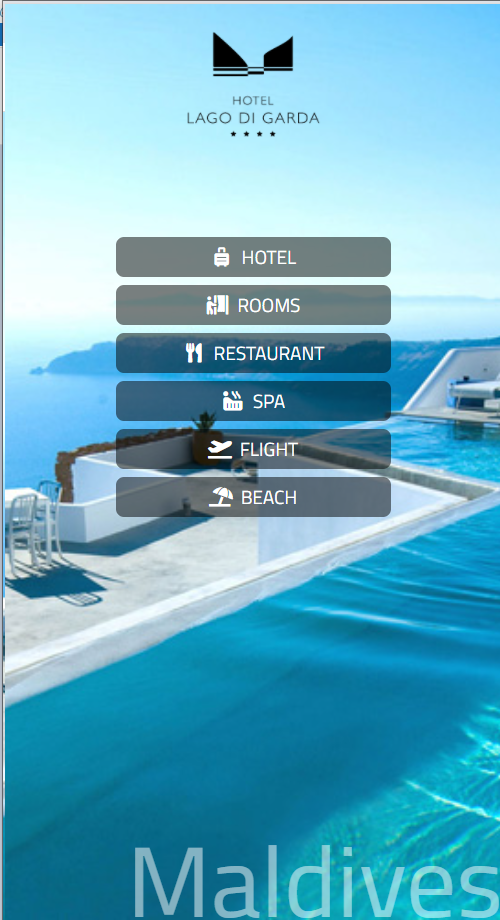 HOTEL
LAGO DI GARDA
HOTEL
ROOMS
RESTAURANT
SPA
FLIGHT
BEACH
Maldives